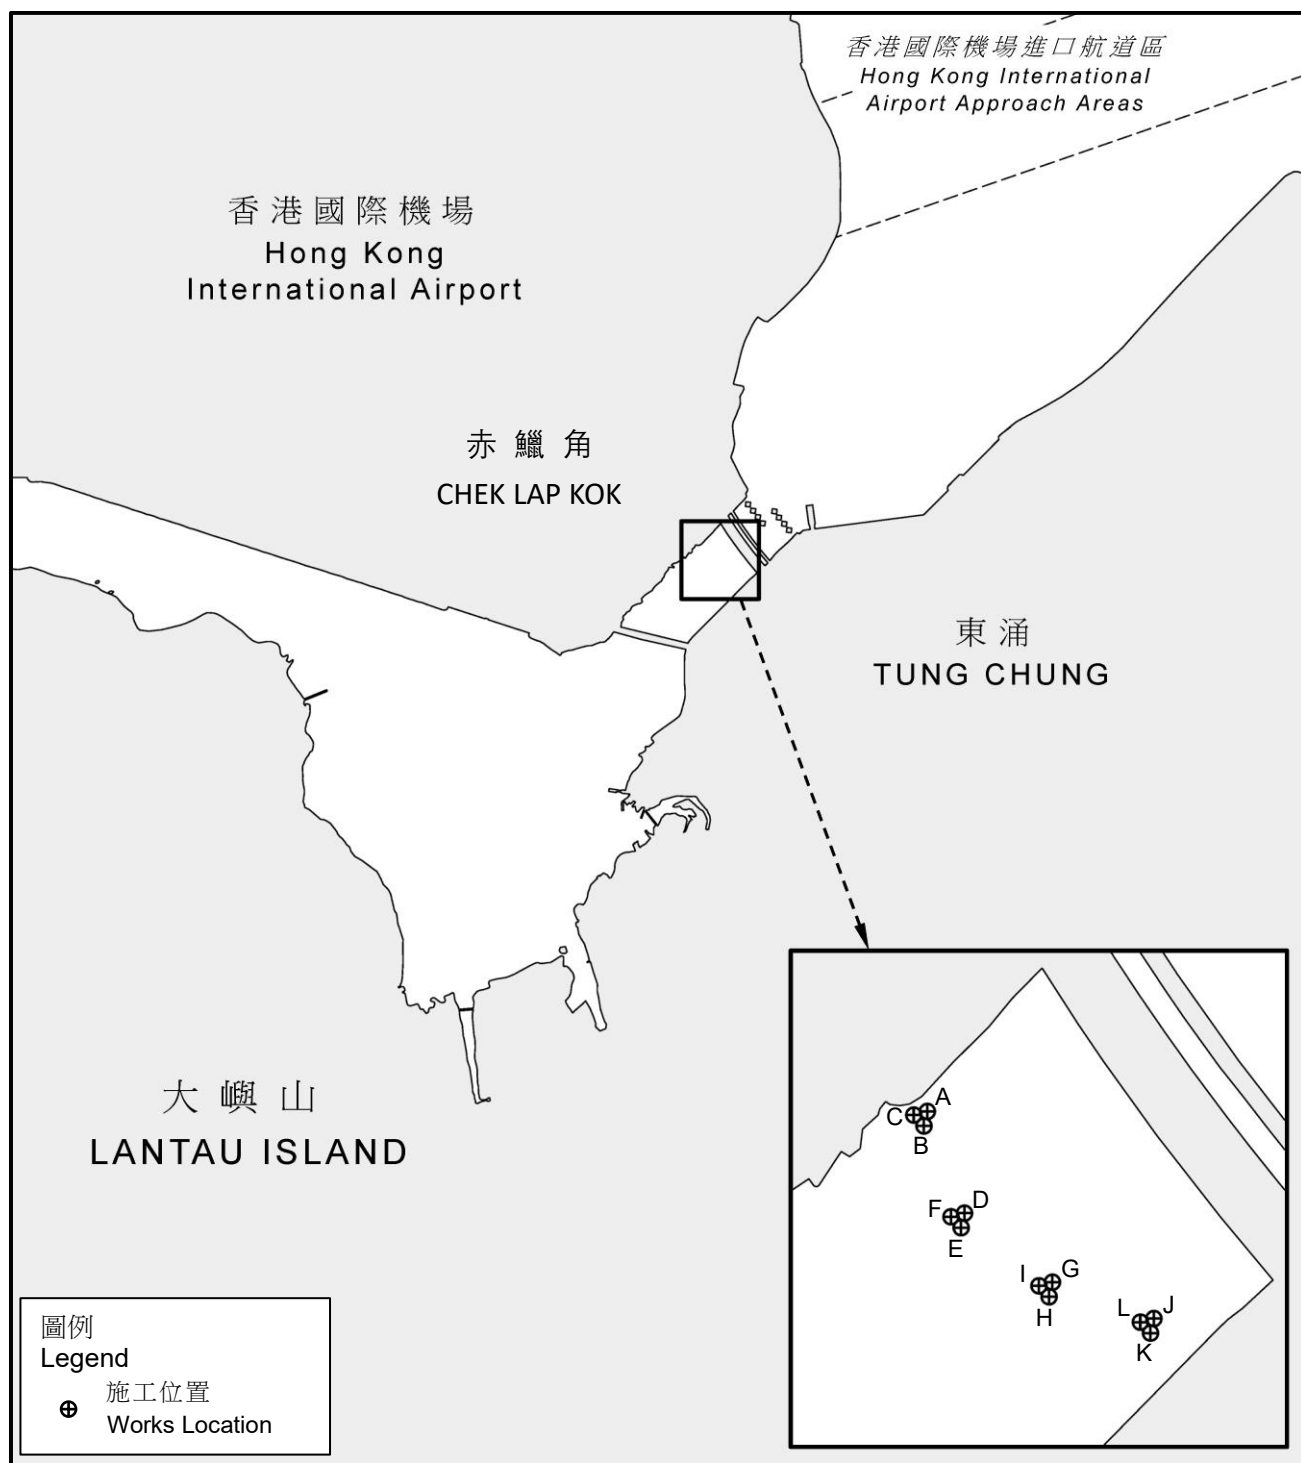 香港國際機場進口航道區
Hong Kong International
Airport Approach Areas
香港國際機場
Hong Kong
International Airport
赤鱲角
CHEK LAP KOK
東涌
TUNG CHUNG
大嶼山
LANTAU ISLAND
A
C
B
D
F
E
G
I
H
J
L
K
圖例
Legend
施工位置
Works Location